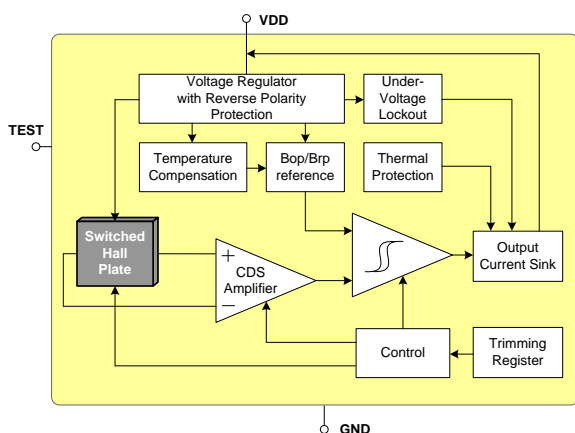 VDD
Voltage Regulator
with Reverse Polarity
Protection
Under-
Voltage
Lockout
TEST
Temperature
Compensation
Bop/Brp
reference
Thermal
Protection
Switched
Hall
Plate
+
CDS
Amplifier
−
Output
Current Sink
Control
Trimming
Register
GND